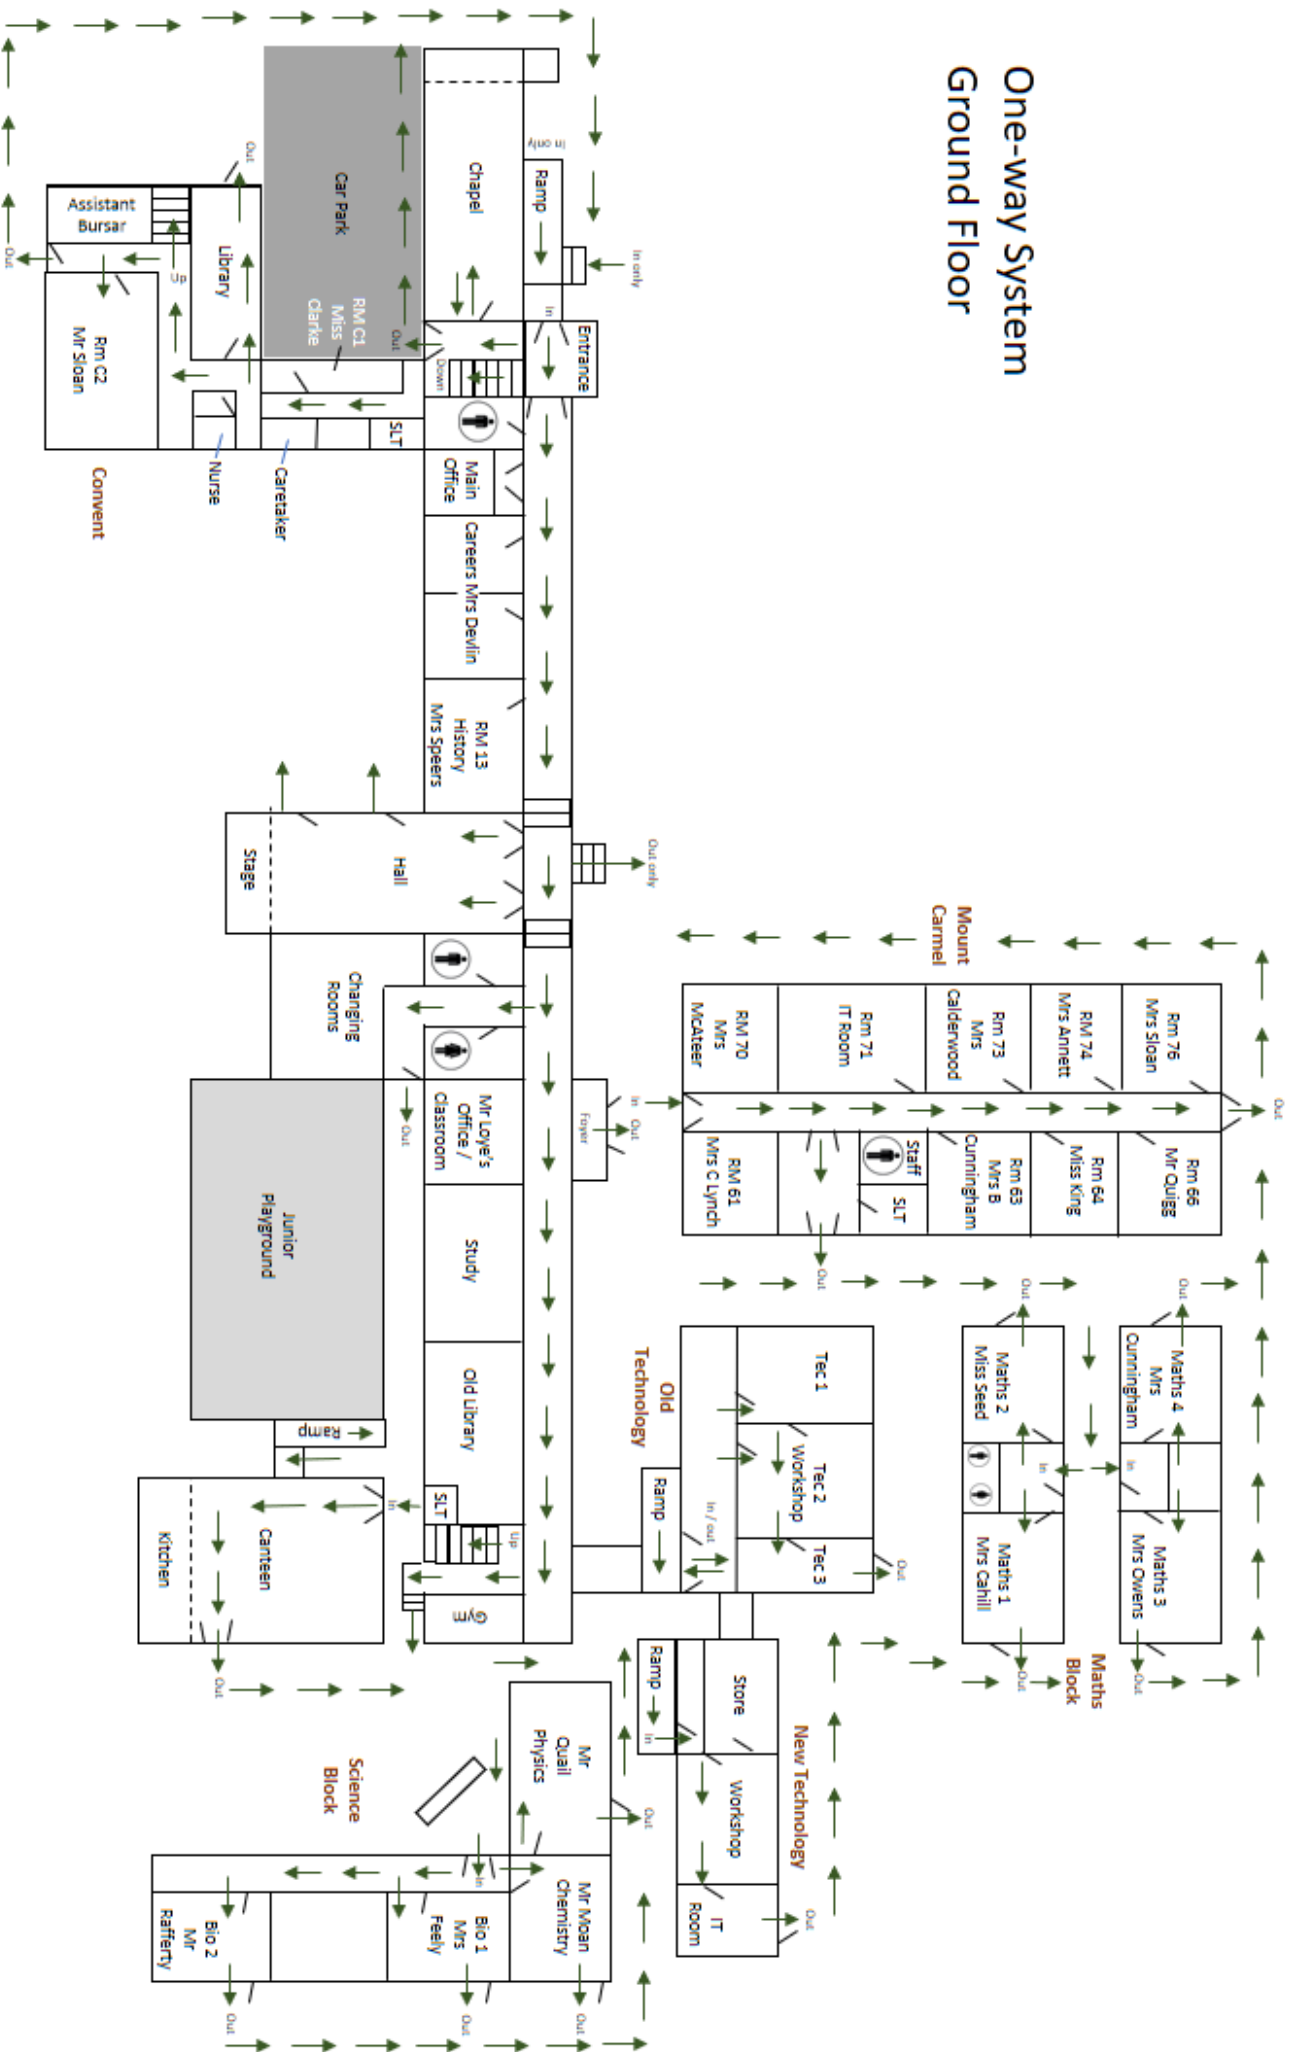 One-way System
Ground Floor
In only
In only
Ramp
In
Entrance
Chapel
Car Park
RM C1
Miss
Clarke
Out
Down
Out
Library
Assistant
Bursar
Up
Out
Rm C2
Mr Sloan
Convent
Nurse
Caretaker
SLT
Main
Office
Careers Mrs Devlin
RM 13
History
Mrs Speers
Out only
Hall
Stage
Changing
Rooms
Out
In
Out
Foyer
Mr Loye's
Office /
Classroom
Study
Old Library
SLT
Up
Gym
Junior
Playground
Ramp
In
Canteen
Kitchen
Out
Mount
Carmel
Rm 76
Mrs Sloan
RM 74
Mrs Annett
Rm 73
Mrs
Calderwood
Rm 71
IT Room
RM 70
Mrs
McAteer
Out
Rm 66
Mr Quigg
Rm 64
Miss King
Rm 63
Mrs B
Cunningham
Staff
SLT
RM 61
Mrs C Lynch
Out
Out
Maths 4
Mrs
Cunningham
In
Maths 3
Mrs Owens
Out
Out
Maths 2
Miss Seed
In
Maths 1
Mrs Cahill
Out
Maths
Block
Old
Technology
Tec 1
Tec 2
Workshop
Tec 3
Out
In / out
Ramp
New Technology
Store
Workshop
IT
Room
Out
Ramp
In
Science
Block
Mr
Quail
Physics
Out
In
Mr Moan
Chemistry
Out
Bio 1
Mrs
Feely
Out
Bio 2
Mr
Rafferty
Out